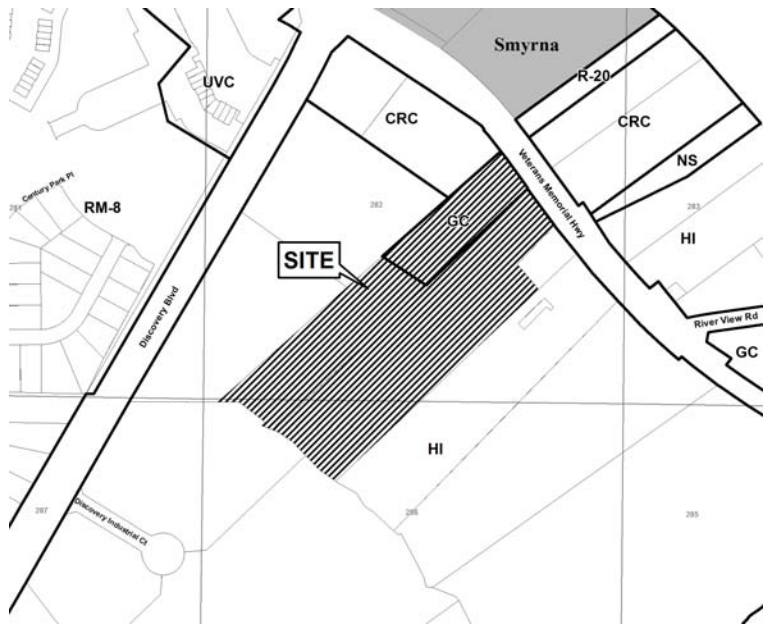 Smyrna
R-20
UVC
CRC
CRC
Veterans Memorial Hwy
NS
Century Park Pl
281
RM-8
282
283
GC
HI
SITE
Discovery Blvd
River View Rd
GC
HI
Discovery Industrial Ct
287
286
285